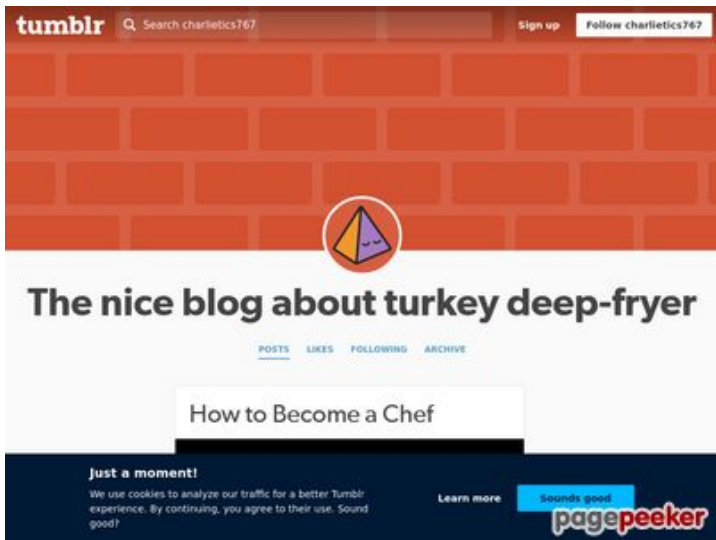 tumblr Search charlietics767 Sign up Follow charlietics767
The nice blog about turkey deep-fryer
POSTS LIKES FOLLOWING ARCHIVE
How to Become a Chef
Just a moment!
We use cookies to analyze our traffic for a better Tumblr
experience. By continuing, you agree to their use. Sound
good?
Learn more Sounds good
pagepeeker